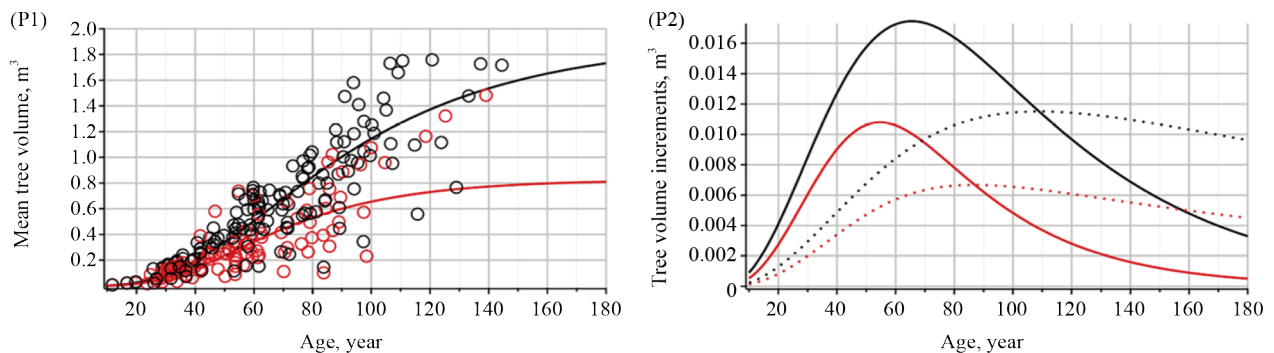 (P1)
Mean tree volume, m³
2.0
1.8
1.6
1.4
1.2
1.0
0.8
0.6
0.4
0.2
20 40 60 80 100 120 140 160 180
Age, year
(P2)
Tree volume increments, m³
0.016
0.014
0.012
0.010
0.008
0.006
0.004
0.002
0
20 40 60 80 100 120 140 160 180
Age, year